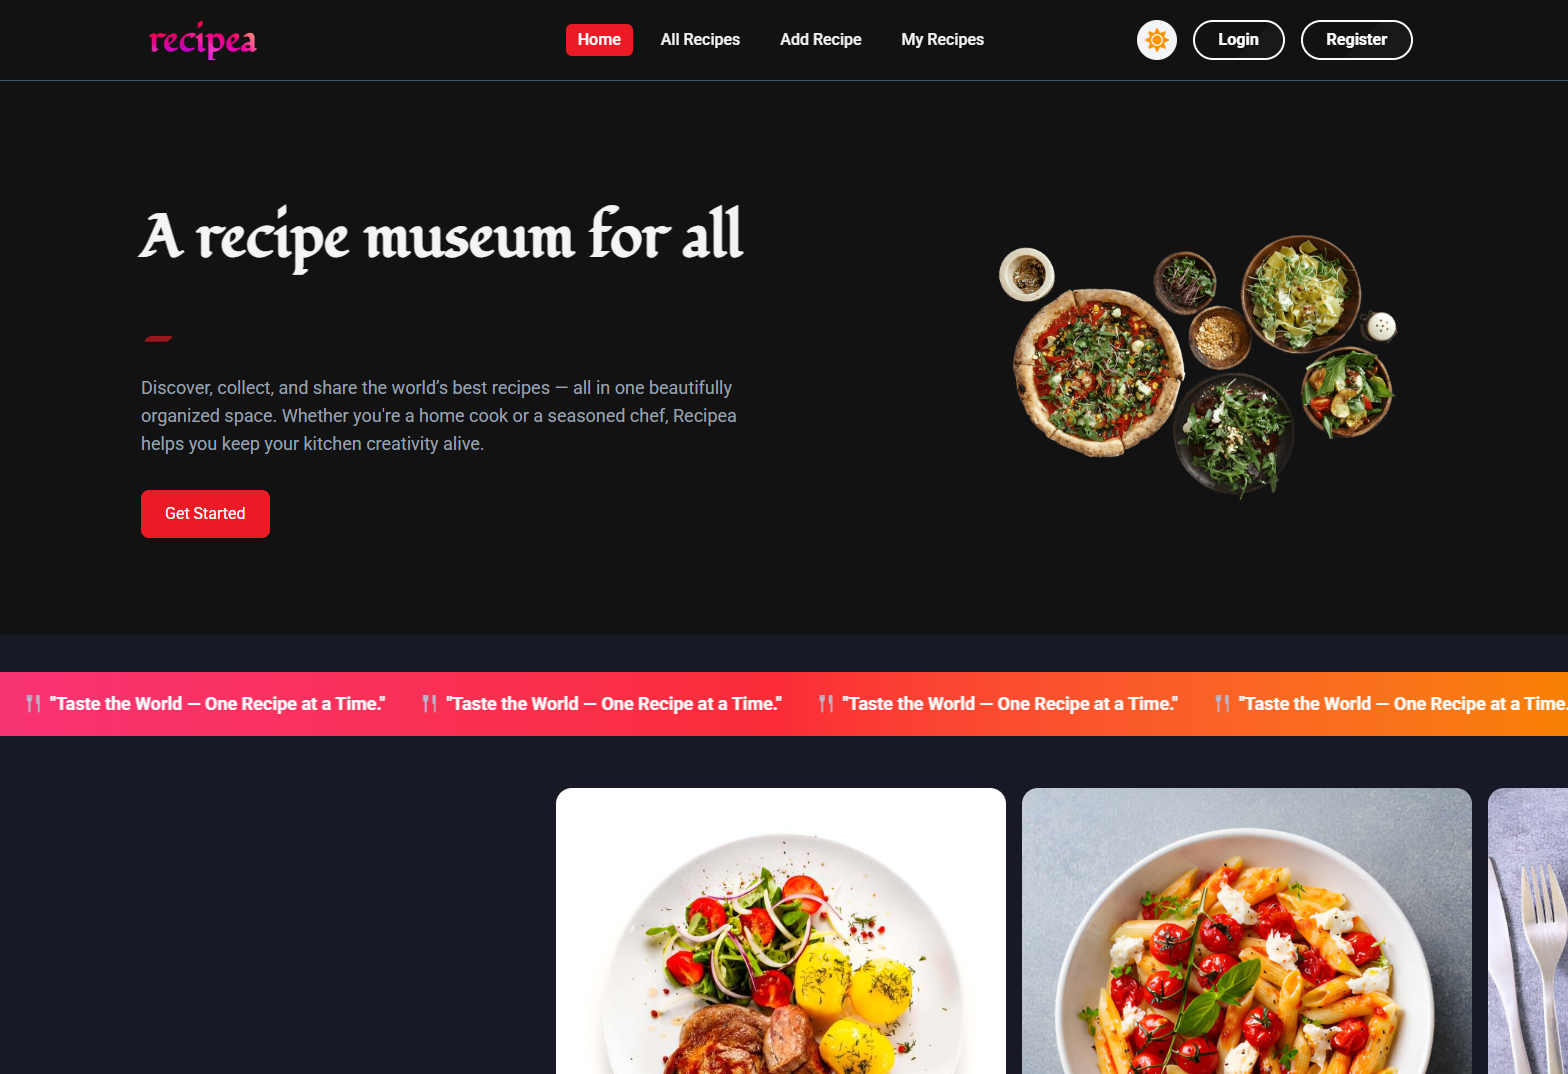 recipea
Home
All Recipes
Add Recipe
My Recipes
Login
Register
A recipe museum for all
Discover, collect, and share the world’s best recipes — all in one beautifully
organized space. Whether you're a home cook or a seasoned chef, Recipea
helps you keep your kitchen creativity alive.
Get Started
🍴 "Taste the World — One Recipe at a Time." 🍴 "Taste the World — One Recipe at a Time." 🍴 "Taste the World — One Recipe at a Time." 🍴 "Taste the World — One Recipe at a Time.